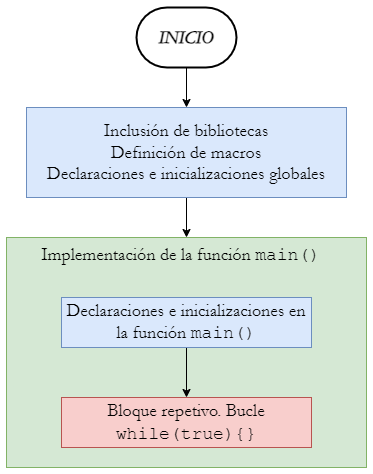 INICIO
Inclusión de bibliotecas
Definición de macros
Declaraciones e inicializaciones globales
Implementación de la función main()
Declaraciones e inicializaciones en
la función main()
Bloque repetivo. Bucle
while(true){}